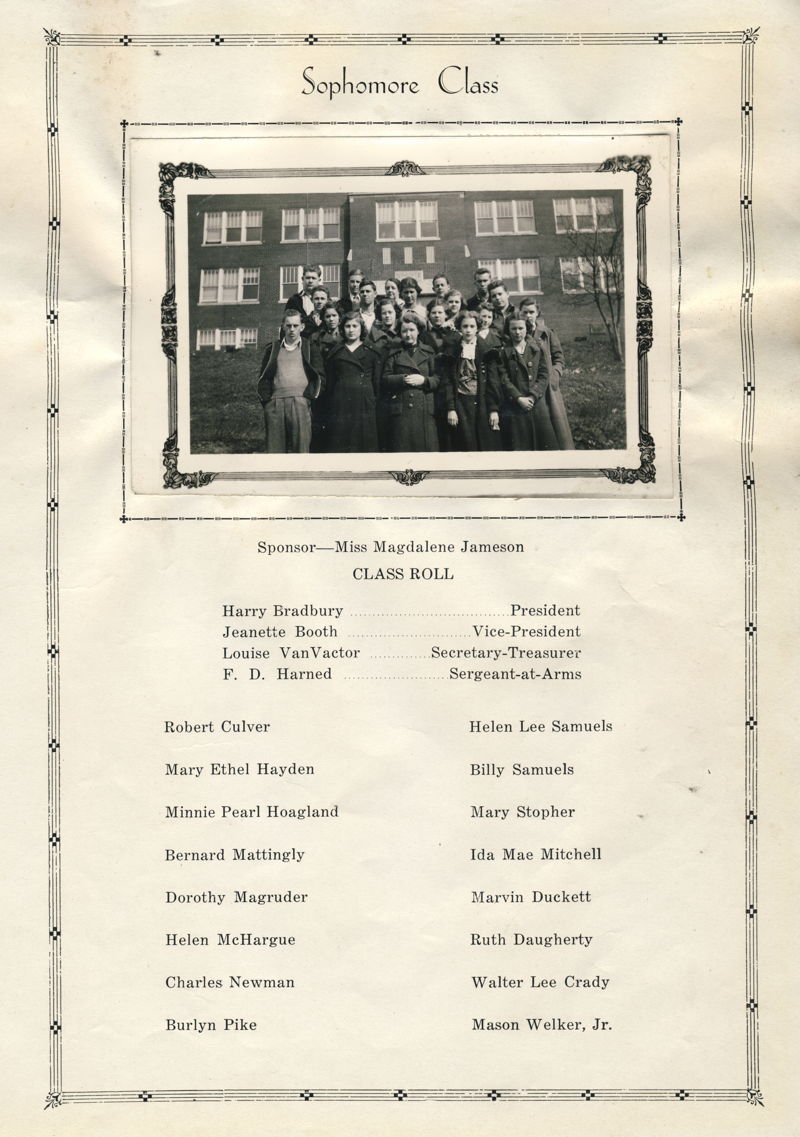 Sophomore Class
Sponsor—Miss Magdalene Jameson
CLASS ROLL
Harry Bradbury ................................... President
Jeanette Booth ............................ Vice-President
Louise VanVactor ............. Secretary-Treasurer
F. D. Harned ....................... Sergeant-at-Arms
Robert Culver
Mary Ethel Hayden
Minnie Pearl Hoagland
Bernard Mattingly
Dorothy Magruder
Helen McHargue
Charles Newman
Burlyn Pike
Helen Lee Samuels
Billy Samuels
Mary Stopher
Ida Mae Mitchell
Marvin Duckett
Ruth Daugherty
Walter Lee Crady
Mason Welker, Jr.